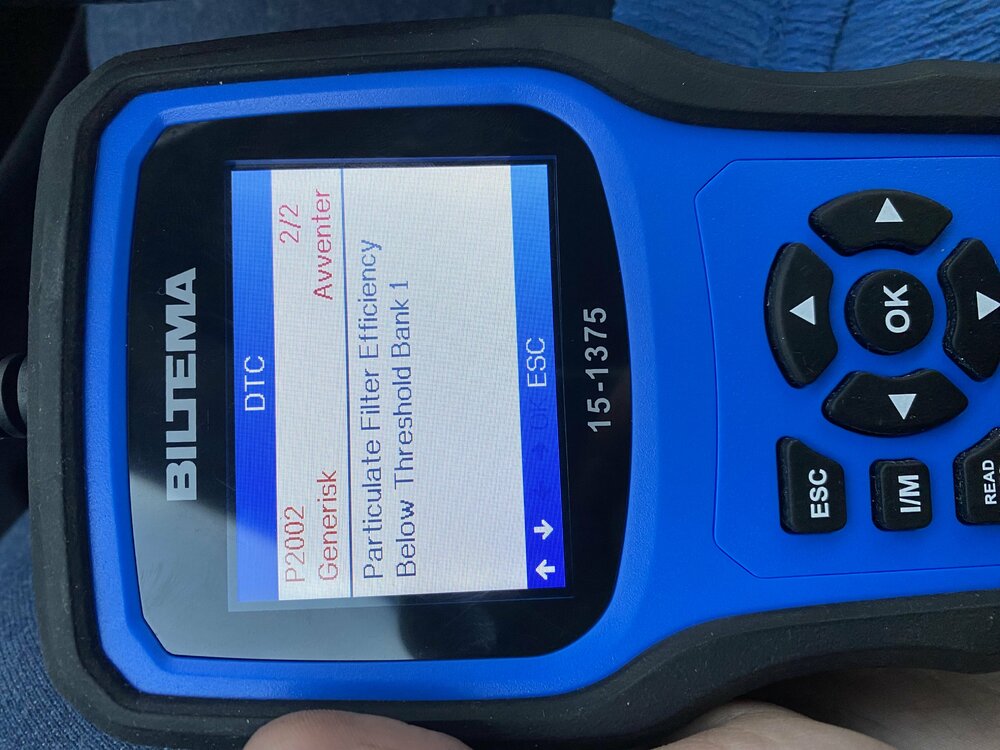 BILTEMA
DTC
P2002 2/2
Generisk Avventer
Particulate Filter Efficiency
Below Threshold Bank 1
ESC
15-1375
OK
ESC
I/M
READ